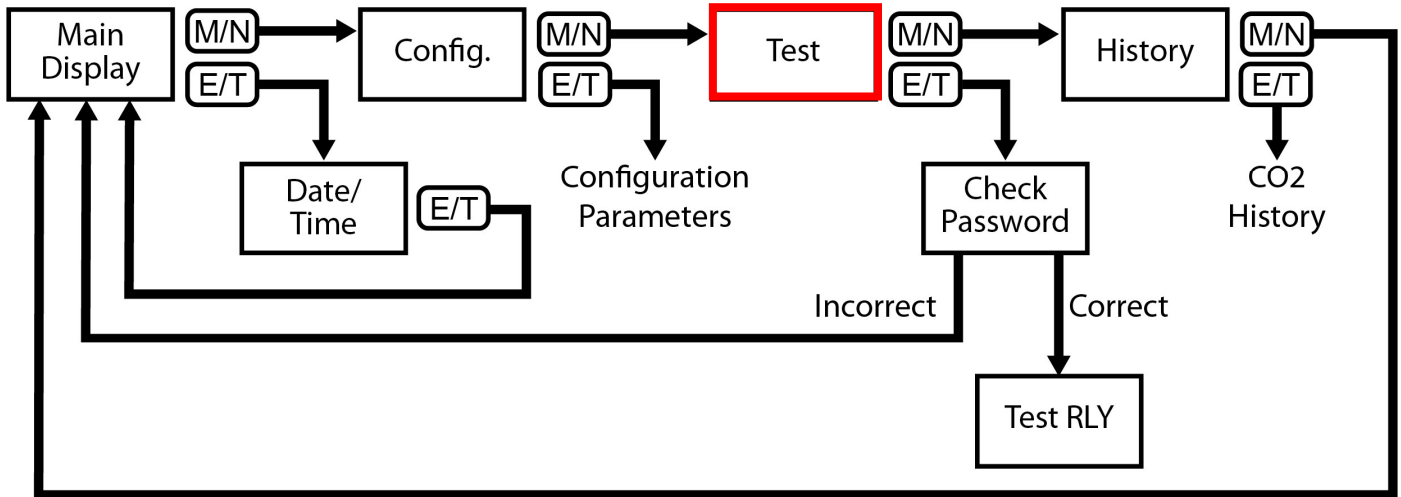 Main
Display
M/N
E/T
Config.
M/N
E/T
Test
M/N
E/T
History
M/N
E/T
Date/
Time
E/T
Configuration
Parameters
Check
Password
CO2
History
Incorrect
Correct
Test RLY